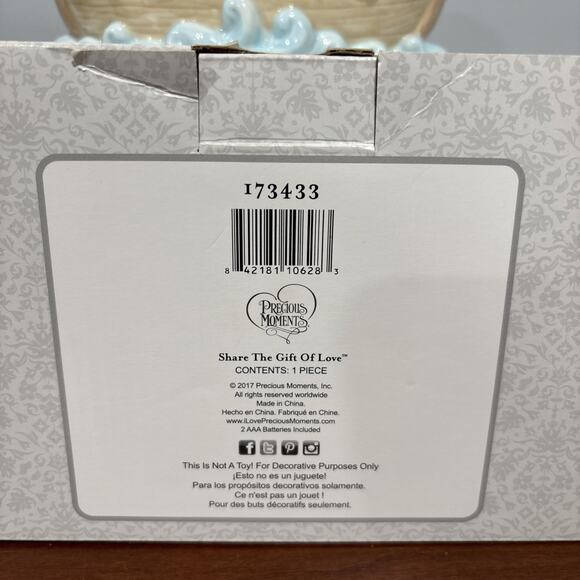 173433
8 42181 10628 3
PRECIOUS
MOMENTS
Share The Gift Of Love™
CONTENTS: 1 PIECE
© 2017 Precious Moments, Inc.
All rights reserved worldwide
Made in China.
Hecho en China. Fabriqué en Chine.
www.iLovePreciousMoments.com
2 AAA Batteries Included
This Is Not A Toy! For Decorative Purposes Only
¡Esto no es un juguete!
Para los propósitos decorativos solamente.
Ce n'est pas un jouet !
Pour des buts décoratifs seulement.